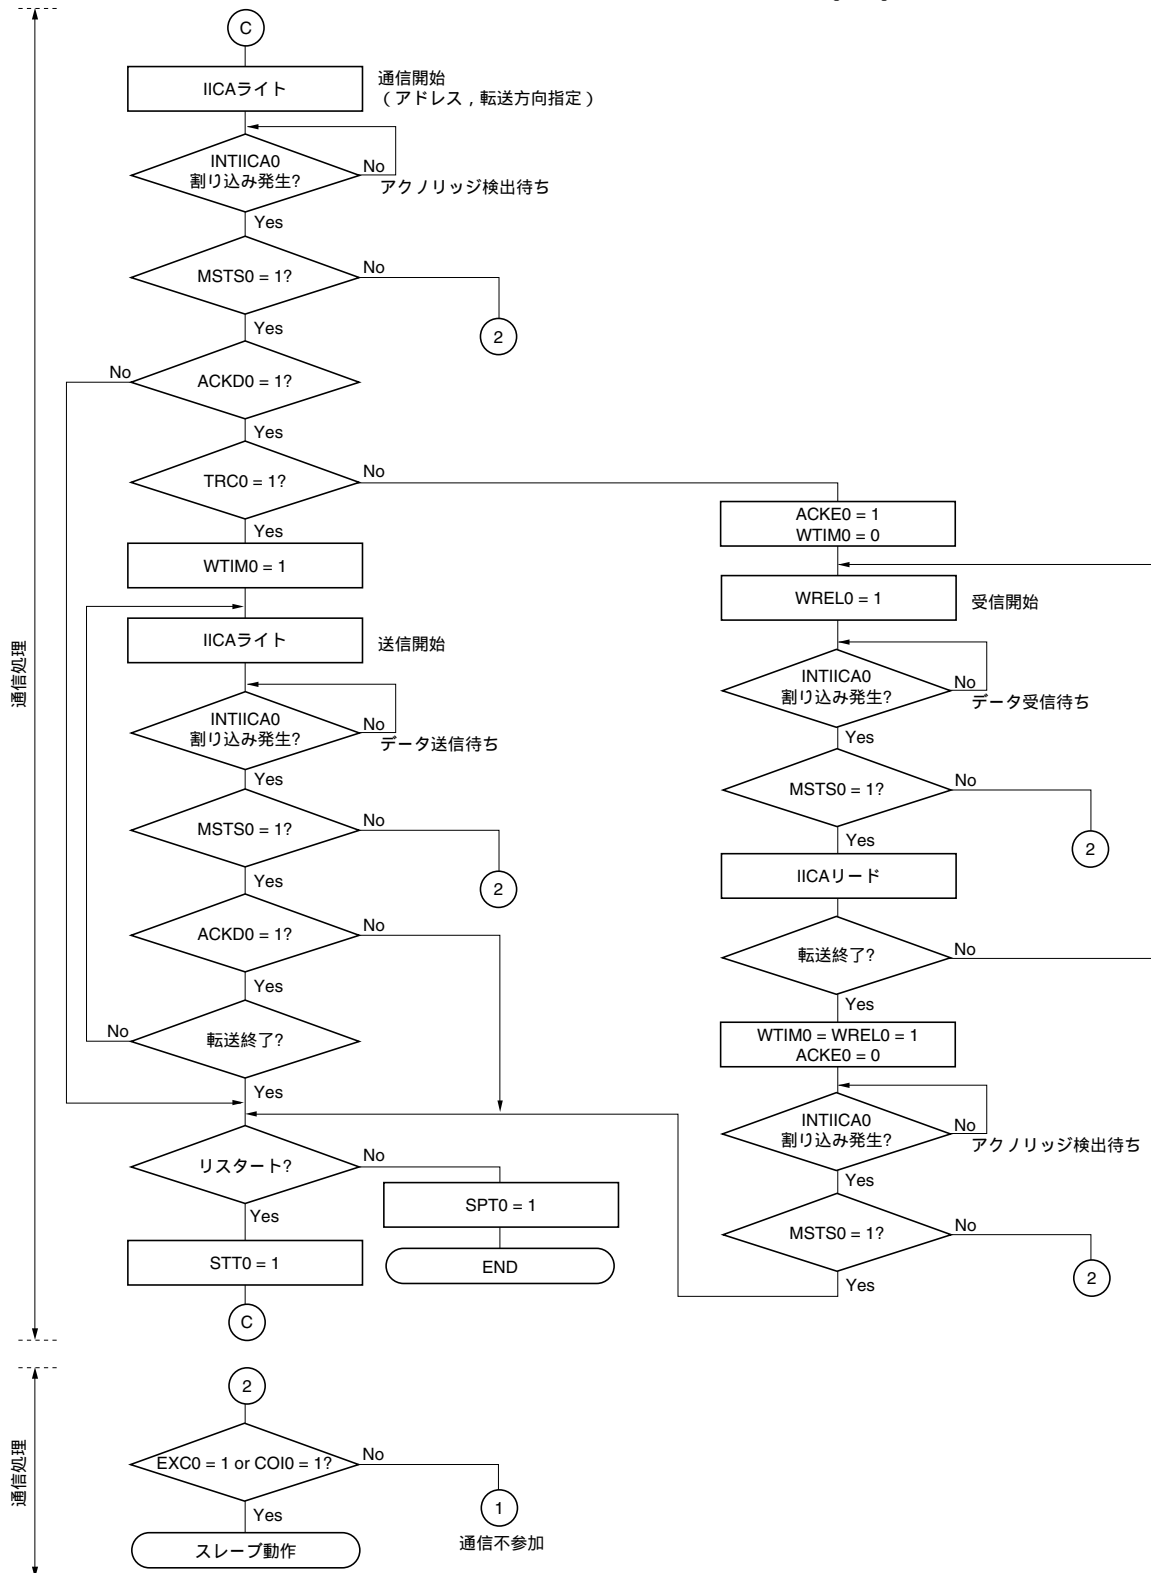 C
IICAライト
通信開始
（アドレス，転送方向指定）
INTIICA0
割り込み発生?
No
アクノリッジ検出待ち
Yes
MSTS0 = 1?
No
2
Yes
ACKD0 = 1?
No
Yes
TRC0 = 1?
No
Yes
WTIM0 = 1
IICAライト
送信開始
INTIICA0
割り込み発生?
No
データ送信待ち
Yes
MSTS0 = 1?
No
2
Yes
ACKD0 = 1?
No
Yes
転送終了?
No
Yes
リスタート?
No
SPT0 = 1
END
Yes
STT0 = 1
C
ACKE0 = 1
WTIM0 = 0
WREL0 = 1
受信開始
INTIICA0
割り込み発生?
No
データ受信待ち
Yes
MSTS0 = 1?
No
2
Yes
IICAリード
転送終了?
No
Yes
WTIM0 = WREL0 = 1
ACKE0 = 0
INTIICA0
割り込み発生?
No
アクノリッジ検出待ち
Yes
MSTS0 = 1?
No
2
Yes
通信処理
2
EXC0 = 1 or COI0 = 1?
No
1
通信不参加
Yes
スレーブ動作
通信処理